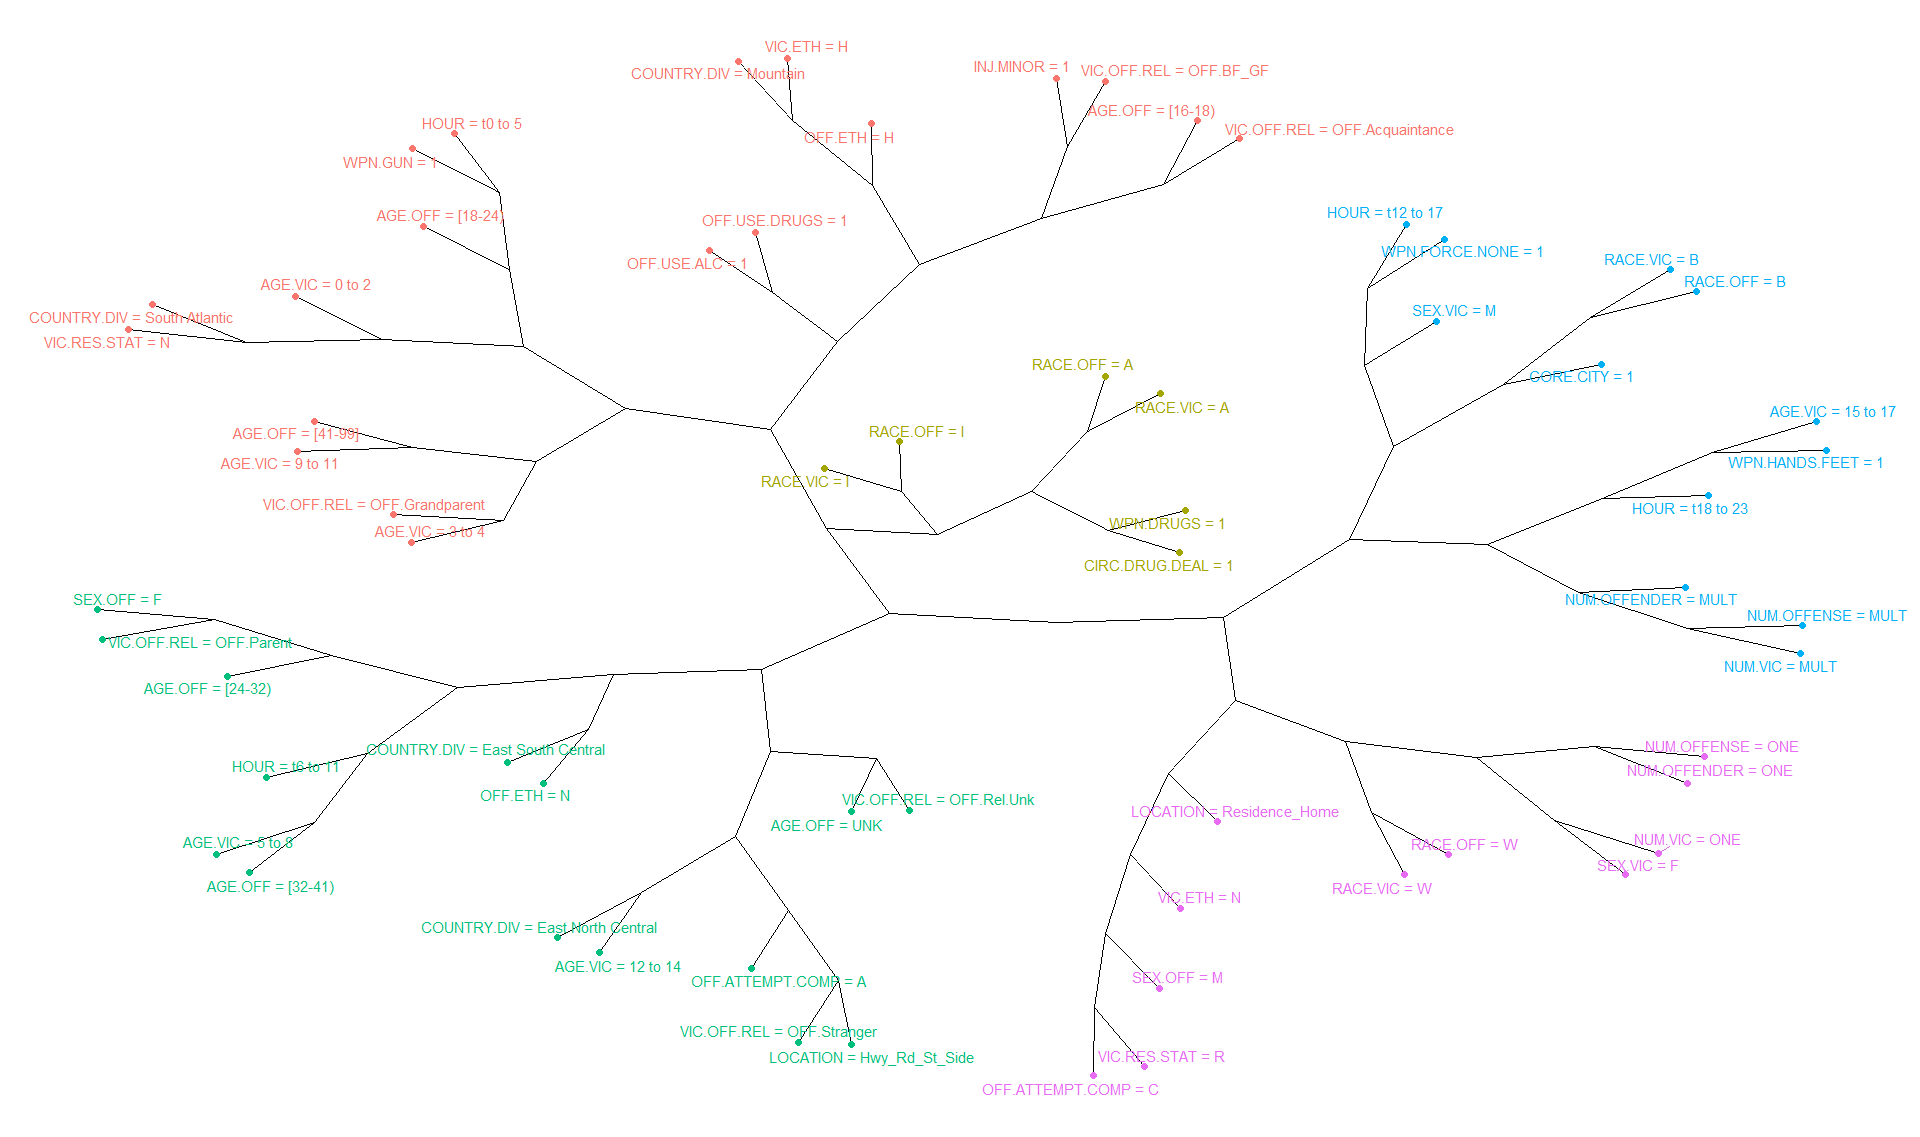 VIC.ETH = H
COUNTRY.DIV = Mountain
INJ.MINOR = 1
VIC.OFF.REL = OFF.BF_GF
AGE.OFF = [16-18)
VIC.OFF.REL = OFF.Acquaintance
HOUR = t0 to 5
OFF.ETH = H
WPN.GUN = 1
AGE.OFF = [18-24)
OFF.USE.DRUGS = 1
HOUR = t12 to 17
WPN.FORCE.NONE = 1
RACE.VIC = B
OFF.USE.ALC = 1
RACE.OFF = B
AGE.VIC = 0 to 2
SEX.VIC = M
COUNTRY.DIV = South Atlantic
VIC.RES.STAT = N
RACE.OFF = A
CORE.CITY = 1
RACE.VIC = A
AGE.VIC = 15 to 17
AGE.OFF = [41-99]
RACE.OFF = I
AGE.VIC = 9 to 11
WPN.HANDS.FEET = 1
RACE.VIC = I
VIC.OFF.REL = OFF.Grandparent
HOUR = t18 to 23
AGE.VIC = 3 to 4
WPN.DRUGS = 1
CIRC.DRUG.DEAL = 1
SEX.OFF = F
NUM.OFFENDER = MULT
NUM.OFFENSE = MULT
VIC.OFF.REL = OFF.Parent
NUM.VIC = MULT
AGE.OFF = [24-32)
COUNTRY.DIV = East South Central
NUM.OFFENSE = ONE
HOUR = t6 to 11
NUM.OFFENDER = ONE
OFF.ETH = N
VIC.OFF.REL = OFF.Rel.Unk
LOCATION = Residence_Home
AGE.OFF = UNK
AGE.VIC = 5 to 8
RACE.OFF = W
NUM.VIC = ONE
SEX.VIC = F
AGE.OFF = [32-41)
RACE.VIC = W
VIC.ETH = N
COUNTRY.DIV = East North Central
AGE.VIC = 12 to 14
OFF.ATTEMPT.COMP = A
SEX.OFF = M
VIC.OFF.REL = OFF.Stranger
LOCATION = Hwy_Rd_St_Side
VIC.RES.STAT = R
OFF.ATTEMPT.COMP = C